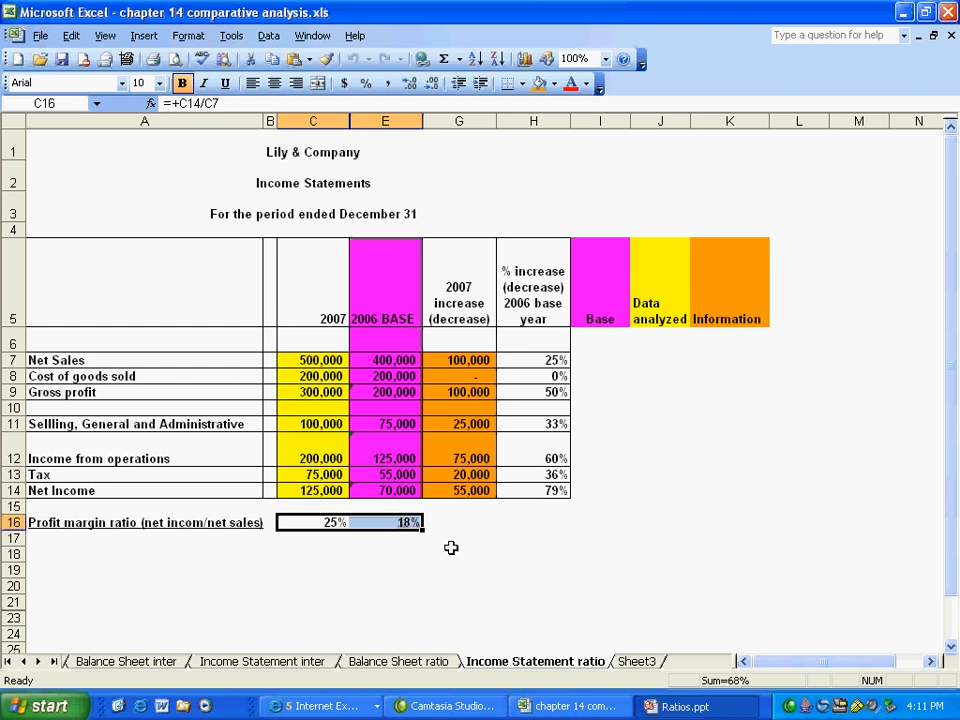 Microsoft Excel - chapter 14 comparative analysis.xls
File Edit View Insert Format Tools Data Window Help
Type a question for help
100%
Arial 10 B I U $ % ,
C16 fx =+C14/C7
A B C E G H I J K L M N
1 Lily & Company
2 Income Statements
3 For the period ended December 31
4
5 2007 2006 BASE 2007 increase (decrease) % increase (decrease) 2006 base year Base Data analyzed Information
6
7 Net Sales 500,000 400,000 100,000 25%
8 Cost of goods sold 200,000 200,000 - 0%
9 Gross profit 300,000 200,000 100,000 50%
10
11 Sellling, General and Administrative 100,000 75,000 25,000 33%
12 Income from operations 200,000 125,000 75,000 60%
13 Tax 75,000 55,000 20,000 36%
14 Net Income 125,000 70,000 55,000 79%
15
16 Profit margin ratio (net incom/net sales) 25% 18%
17
18
19
20
21
22
23
24
25
Balance Sheet inter Income Statement inter Balance Sheet ratio Income Statement ratio Sheet3
Ready Sum=68% NUM
start 5 Internet Ex... Camtasia Studio... chapter 14 com... Ratios.ppt 4:11 PM